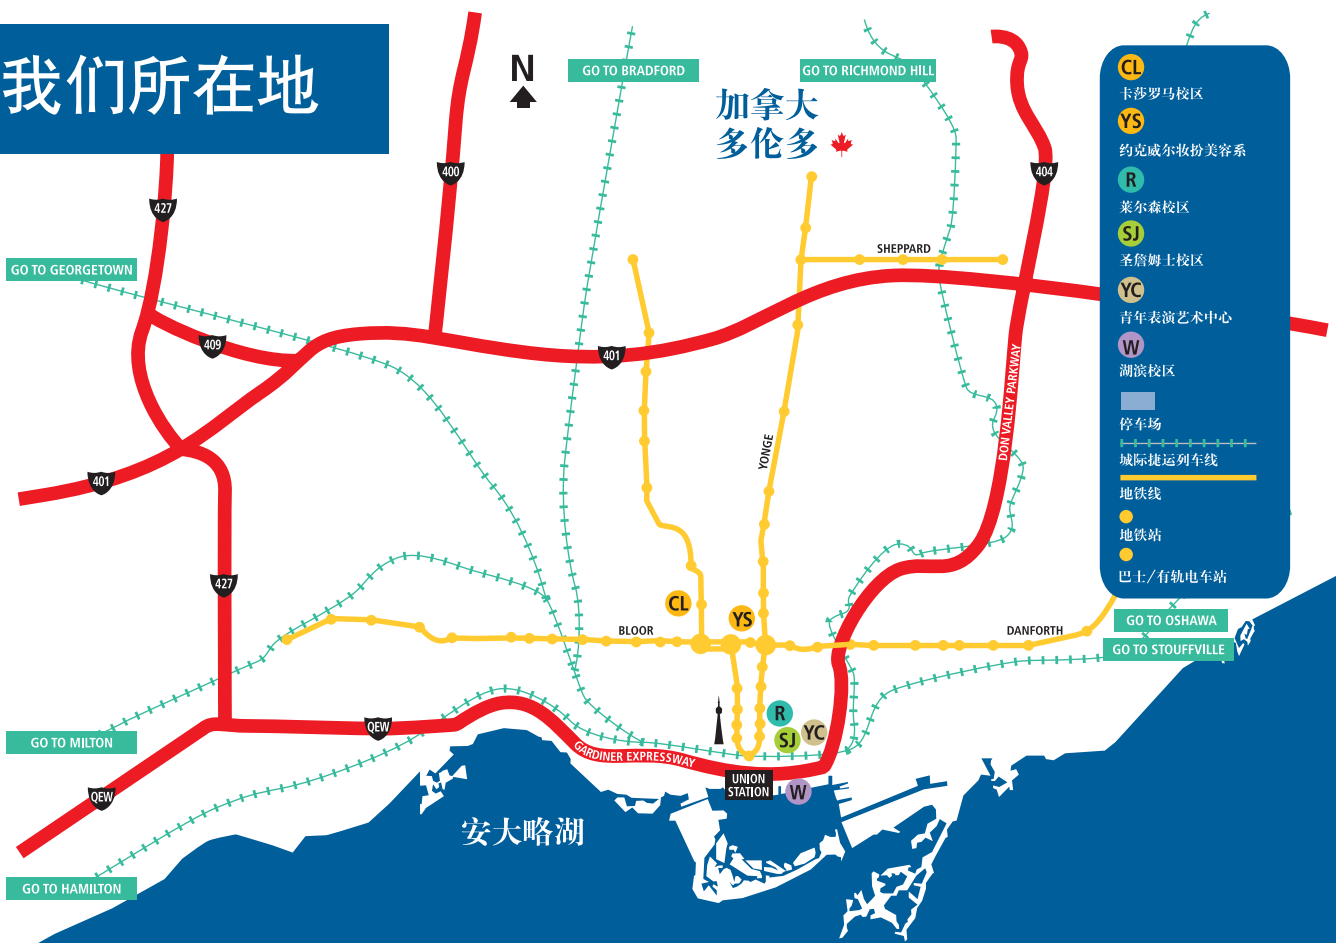 我们所在地
N
GO TO BRADFORD
GO TO RICHMOND HILL
加拿大
多伦多
400
404
427
SHEPPARD
GO TO GEORGETOWN
409
401
DON VALLEY PARKWAY
YONGE
401
427
CL
YS
BLOOR
DANFORTH
GO TO OSHAWA
GO TO STOUFFVILLE
R
SJ
YC
QEW
GO TO MILTON
GARDINER EXPRESSWAY
UNION
STATION
W
QEW
安大略湖
GO TO HAMILTON
CL
卡莎罗马校区
YS
约克威尔妆扮美容系
R
莱尔森校区
SJ
圣詹姆士校区
YC
青年表演艺术中心
W
湖滨校区
停车场
城际捷运列车线
地铁线
地铁站
巴士/有轨电车站